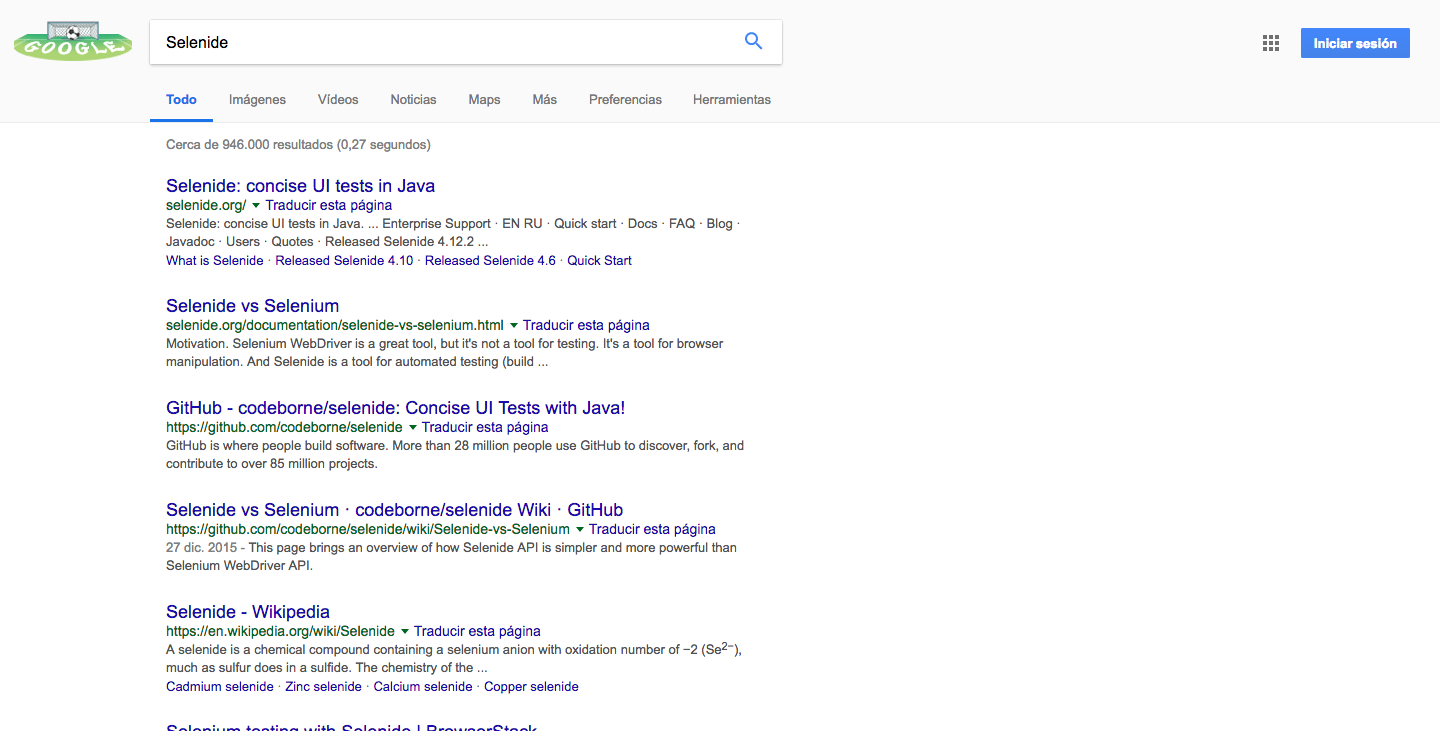 GOOGLE
Selenide
Iniciar sesión
Todo Imágenes Vídeos Noticias Maps Más Preferencias Herramientas
Cerca de 946.000 resultados (0,27 segundos)
Selenide: concise UI tests in Java
selenide.org/ Traducir esta página
Selenide: concise UI tests in Java. ... Enterprise Support · EN RU · Quick start · Docs · FAQ · Blog ·
Javadoc · Users · Quotes · Released Selenide 4.12.2 ...
What is Selenide · Released Selenide 4.10 · Released Selenide 4.6 · Quick Start
Selenide vs Selenium
selenide.org/documentation/selenide-vs-selenium.html Traducir esta página
Motivation. Selenium WebDriver is a great tool, but it's not a tool for testing. It's a tool for browser
manipulation. And Selenide is a tool for automated testing (build ...
GitHub - codeborne/selenide: Concise UI Tests with Java!
https://github.com/codeborne/selenide Traducir esta página
GitHub is where people build software. More than 28 million people use GitHub to discover, fork, and
contribute to over 85 million projects.
Selenide vs Selenium · codeborne/selenide Wiki · GitHub
https://github.com/codeborne/selenide/wiki/Selenide-vs-Selenium Traducir esta página
27 dic. 2015 - This page brings an overview of how Selenide API is simpler and more powerful than
Selenium WebDriver API.
Selenide - Wikipedia
https://en.wikipedia.org/wiki/Selenide Traducir esta página
A selenide is a chemical compound containing a selenium anion with oxidation number of −2 (Se²⁻),
much as sulfur does in a sulfide. The chemistry of the ...
Cadmium selenide · Zinc selenide · Calcium selenide · Copper selenide
Selenium testing with Selenide | BrowserStack